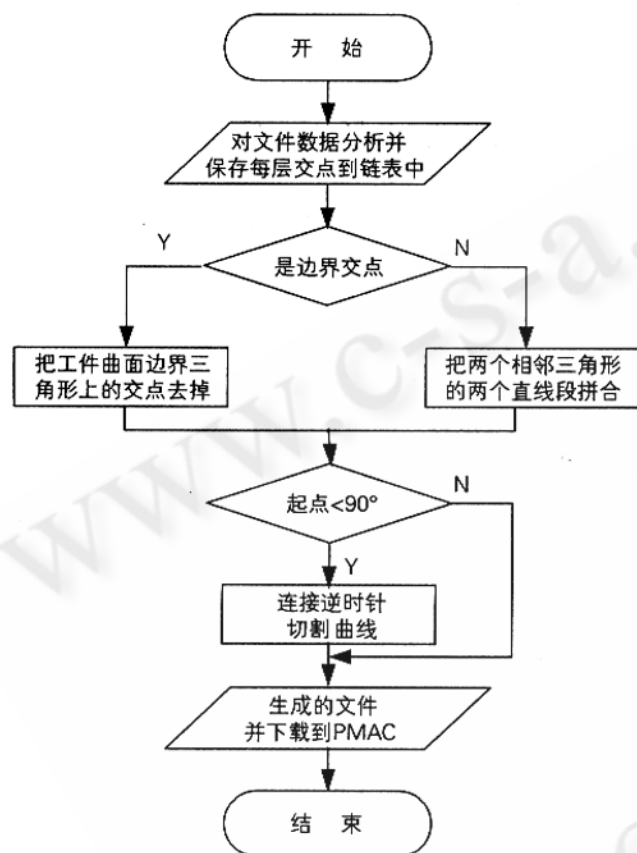 开 始
对文件数据分析并
保存每层交点到链表中
Y
是边界交点
N
把工件曲面边界三
角形上的交点去掉
把两个相邻三角形
的两个直线段拼合
起点<90°
N
Y
连接逆时针
切割曲线
生成的文件
并下载到PMAC
结 束
www.c-s-a.